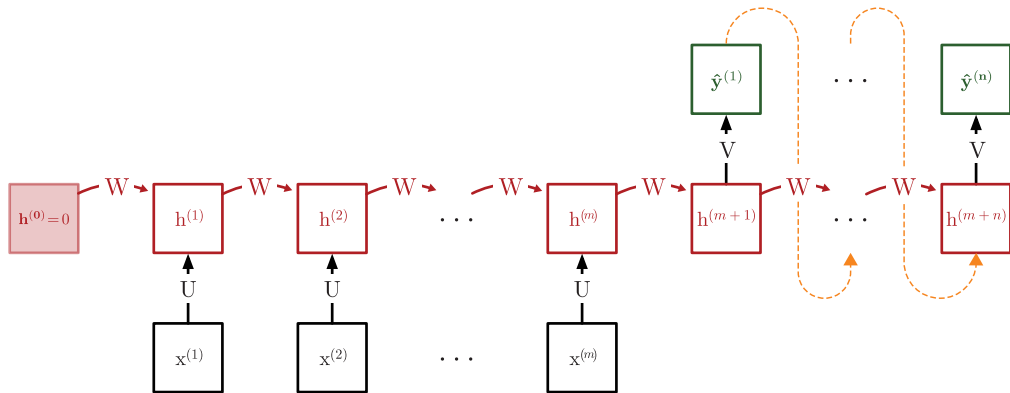 ŷ⁽¹⁾ ... ŷ⁽ⁿ⁾
V V
W W W W W W W
h⁽⁰⁾=0 h⁽¹⁾ h⁽²⁾ ... h⁽ᵐ⁾ h⁽ᵐ⁺¹⁾ ... h⁽ᵐ⁺ⁿ⁾
U U U
x⁽¹⁾ x⁽²⁾ ... x⁽ᵐ⁾